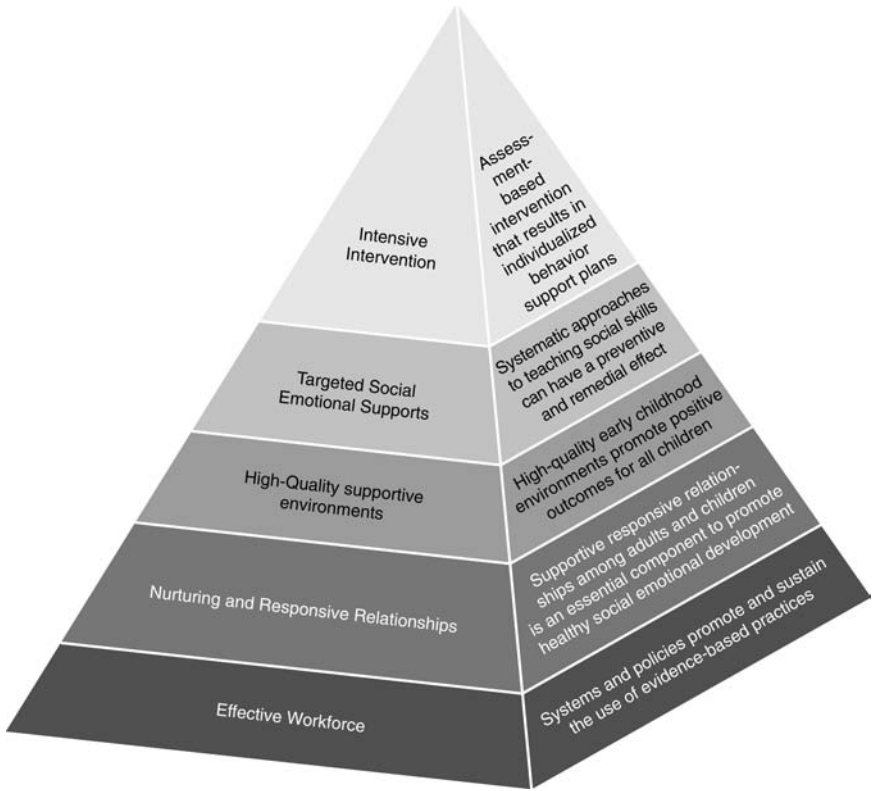 Intensive
Intervention
Assess-
ment-
based
intervention
that results in
individualized
behavior
support plans
Targeted Social
Emotional Supports
Systematic approaches
to teaching social skills
can have a preventive
and remedial effect
High-Quality supportive
environments
High-quality early childhood
environments promote positive
outcomes for all children
Nurturing and Responsive Relationships
Supportive responsive relation-
ships among adults and children
is an essential component to promote
healthy social emotional development
Effective Workforce
Systems and policies promote and sustain
the use of evidence-based practices